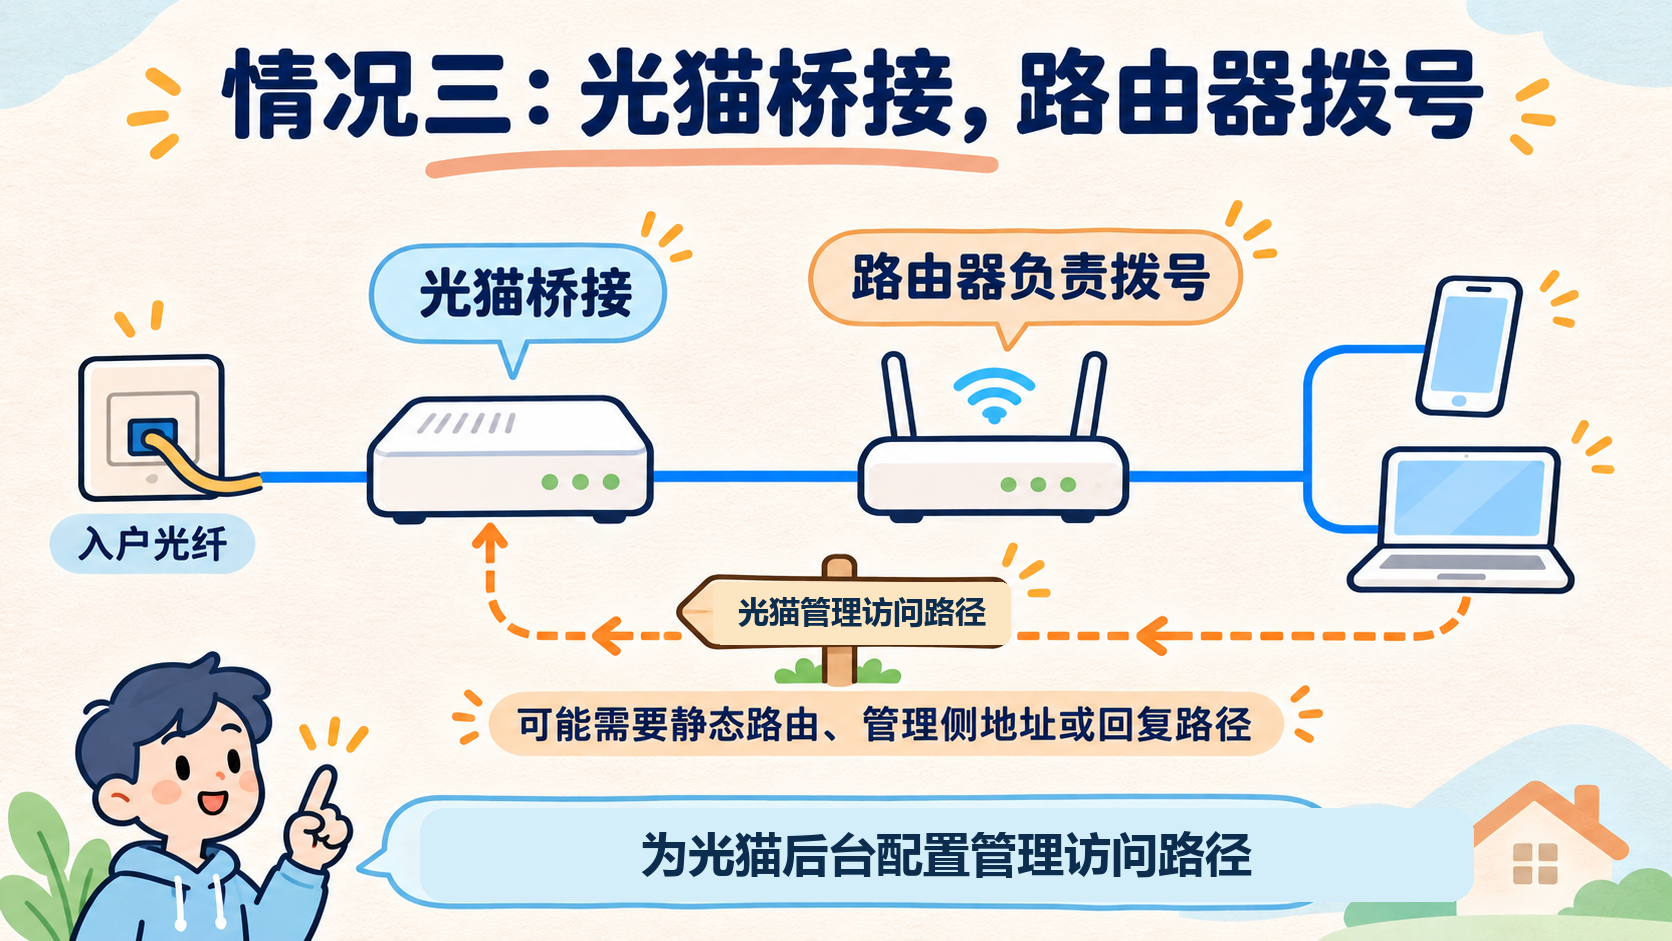 情况三：光猫桥接，路由器拨号
光猫桥接
路由器负责拨号
入户光纤
光猫管理访问路径
可能需要静态路由、管理侧地址或回复路径
为光猫后台配置管理访问路径